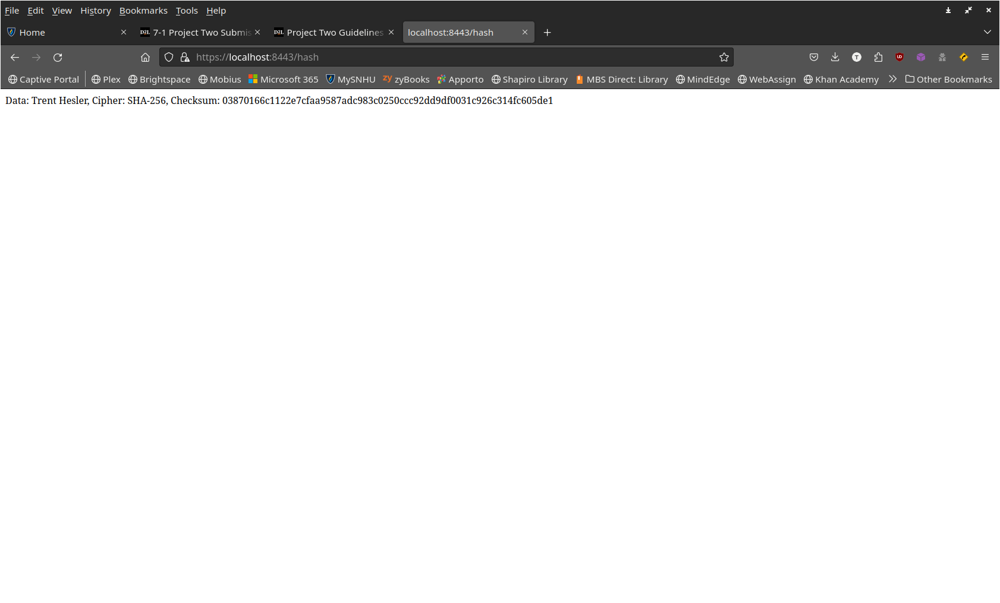 File Edit View History Bookmarks Tools Help
Home 7-1 Project Two Submis Project Two Guidelines localhost:8443/hash
https://localhost:8443/hash
Captive Portal Plex Brightspace Mobius Microsoft 365 MySNHU zyBooks Apporto Shapiro Library MBS Direct: Library MindEdge WebAssign Khan Academy Other Bookmarks
Data: Trent Hesler, Cipher: SHA-256, Checksum: 03870166c1122e7cfaa9587adc983c0250ccc92dd9df0031c926c314fc605de1